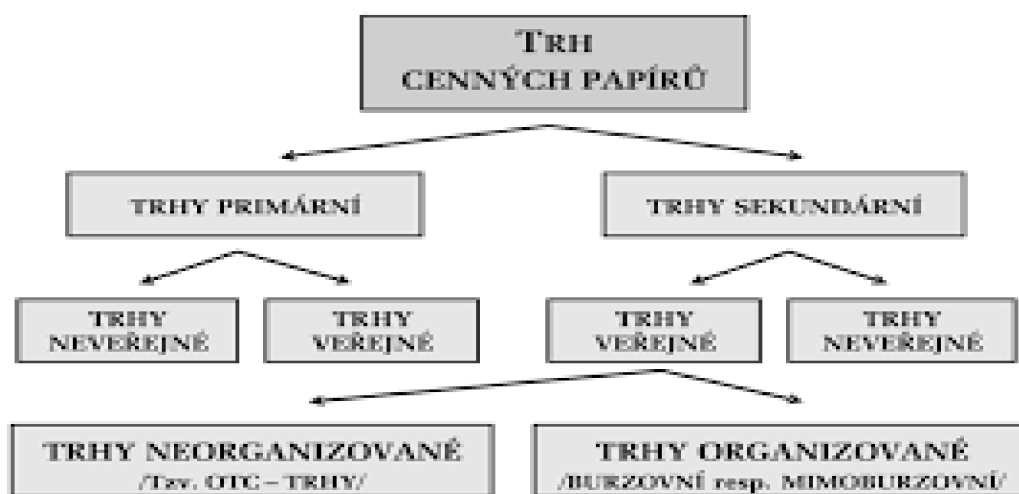 TRH
CENNÝCH PAPÍRŮ
TRHY PRIMÁRNÍ
TRHY SEKUNDÁRNÍ
TRHY
NEVEŘEJNÉ
TRHY
VEŘEJNÉ
TRHY
VEŘEJNÉ
TRHY
NEVEŘEJNÉ
TRHY NEORGANIZOVANÉ
/Tzv. OTC – TRHY/
TRHY ORGANIZOVANÉ
/BURZOVNÍ resp. MIMOBURZOVNÍ/